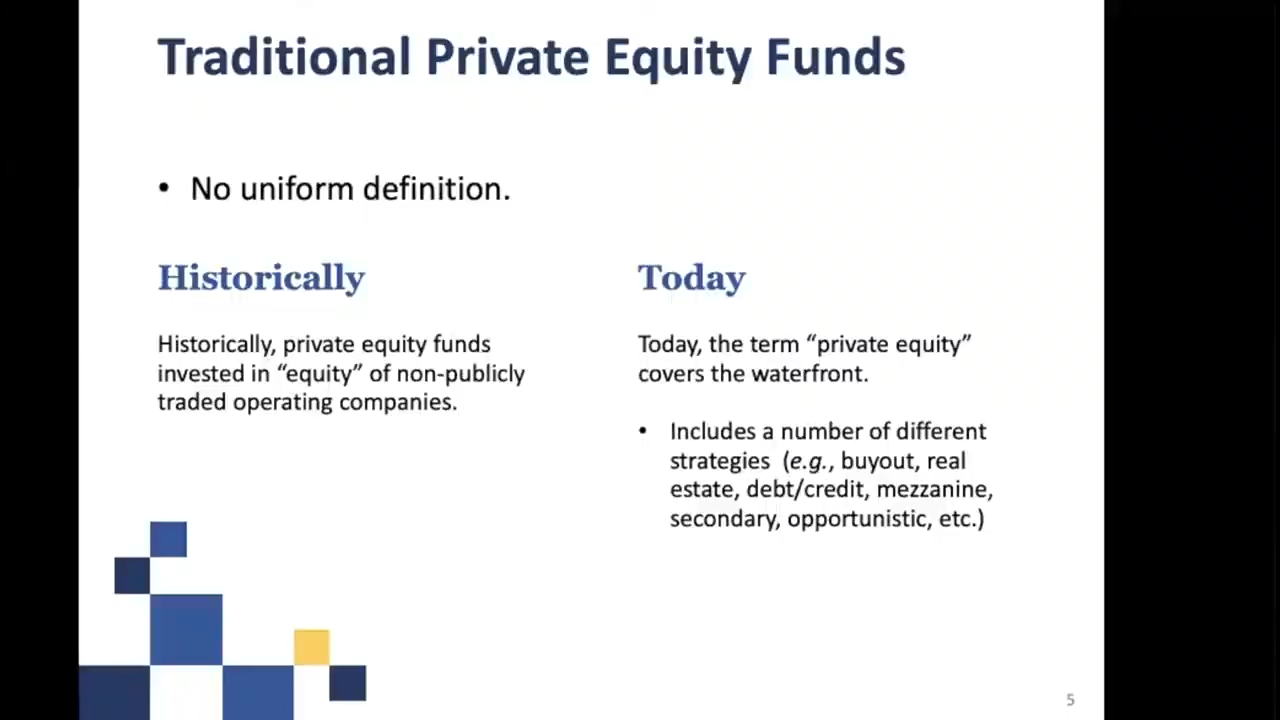 Traditional Private Equity Funds
• No uniform definition.
Historically
Historically, private equity funds
invested in “equity” of non-publicly
traded operating companies.
Today
Today, the term “private equity”
covers the waterfront.
• Includes a number of different
strategies (e.g., buyout, real
estate, debt/credit, mezzanine,
secondary, opportunistic, etc.)
5